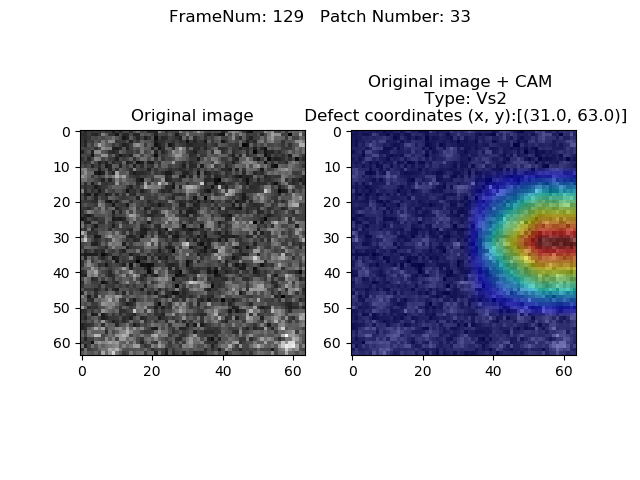 FrameNum: 129   Patch Number: 33
Original image
Original image + CAM
Type: Vs2
Defect coordinates (x, y):[(31.0, 63.0)]
0
10
20
30
40
50
60
0 20 40 60
0
10
20
30
40
50
60
0 20 40 60